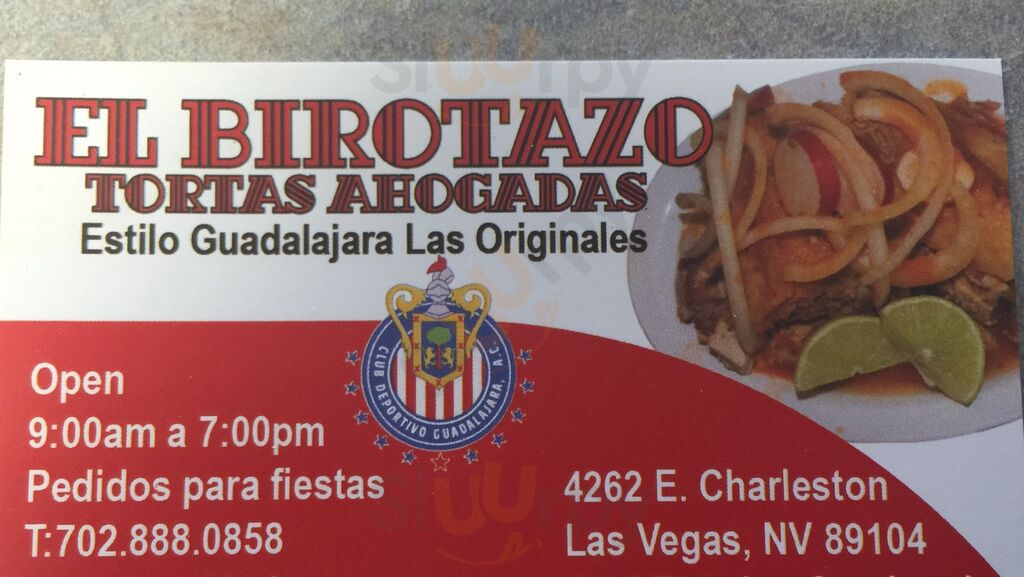 EL BIROTAZO
TORTAS AHOGADAS
Estilo Guadalajara Las Originales
CLUB DEPORTIVO GUADALAJARA, A.C.
Open
9:00am a 7:00pm
Pedidos para fiestas
T:702.888.0858
4262 E. Charleston
Las Vegas, NV 89104